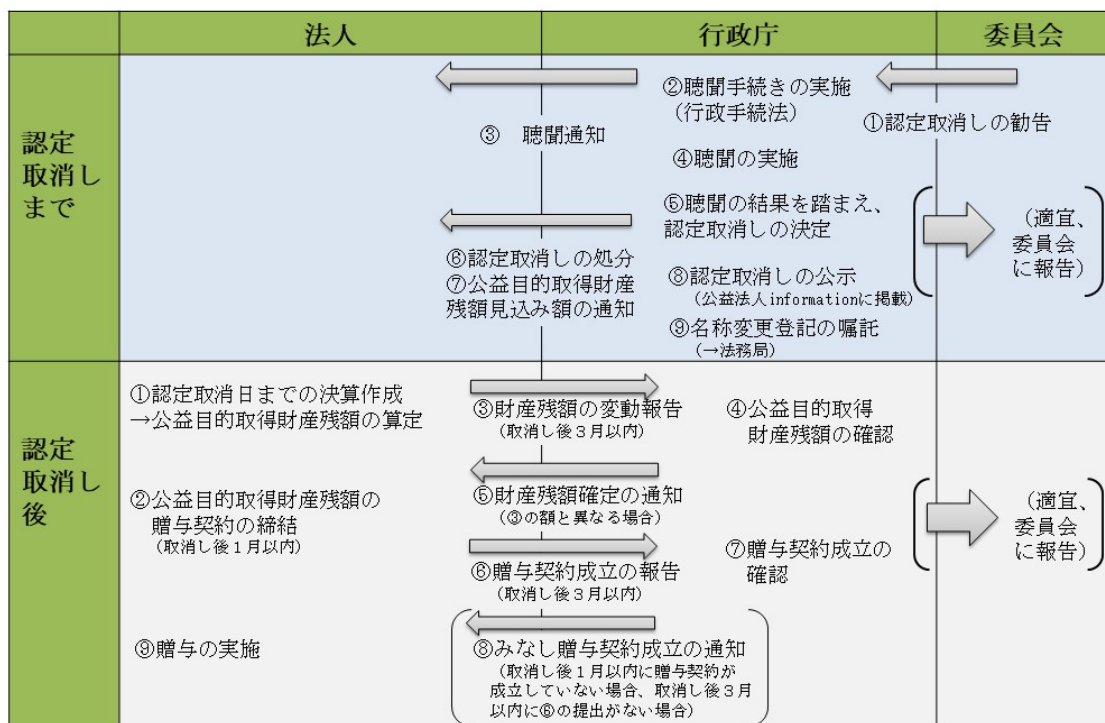 法人
行政庁
委員会
認定
取消し
まで
②聴聞手続きの実施
（行政手続法）
①認定取消しの勧告
③　聴聞通知
④聴聞の実施
⑤聴聞の結果を踏まえ、
認定取消しの決定
（適宜、
委員会
に報告）
⑥認定取消しの処分
⑦公益目的取得財産
残額見込み額の通知
⑧認定取消しの公示
（公益法人informationに掲載）
⑨名称変更登記の嘱託
（→法務局）
認定
取消し
後
①認定取消日までの決算作成
→公益目的取得財産残額の算定
③財産残額の変動報告
（取消し後３月以内）
④公益目的取得
財産残額の確認
②公益目的取得財産残額の
贈与契約の締結
（取消し後１月以内）
⑤財産残額確定の通知
（③の額と異なる場合）
（適宜、
委員会
に報告）
⑥贈与契約成立の報告
（取消し後３月以内）
⑦贈与契約成立の
確認
⑨贈与の実施
⑧みなし贈与契約成立の通知
（取消し後１月以内に贈与契約が
成立していない場合、取消し後３月
以内に⑥の提出がない場合）